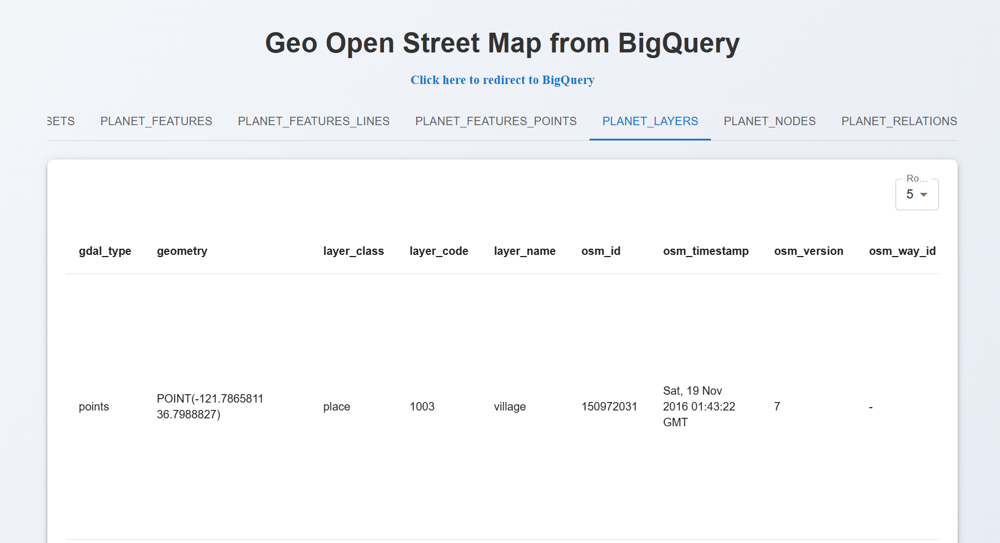 Geo Open Street Map from BigQuery
Click here to redirect to BigQuery
SETS PLANET_FEATURES PLANET_FEATURES_LINES PLANET_FEATURES_POINTS PLANET_LAYERS PLANET_NODES PLANET_RELATIONS
Ro...
5
gdal_type geometry layer_class layer_code layer_name osm_id osm_timestamp osm_version osm_way_id
points POINT(-121.7865811 36.7988827) place 1003 village 150972031 Sat, 19 Nov 2016 01:43:22 GMT 7 -